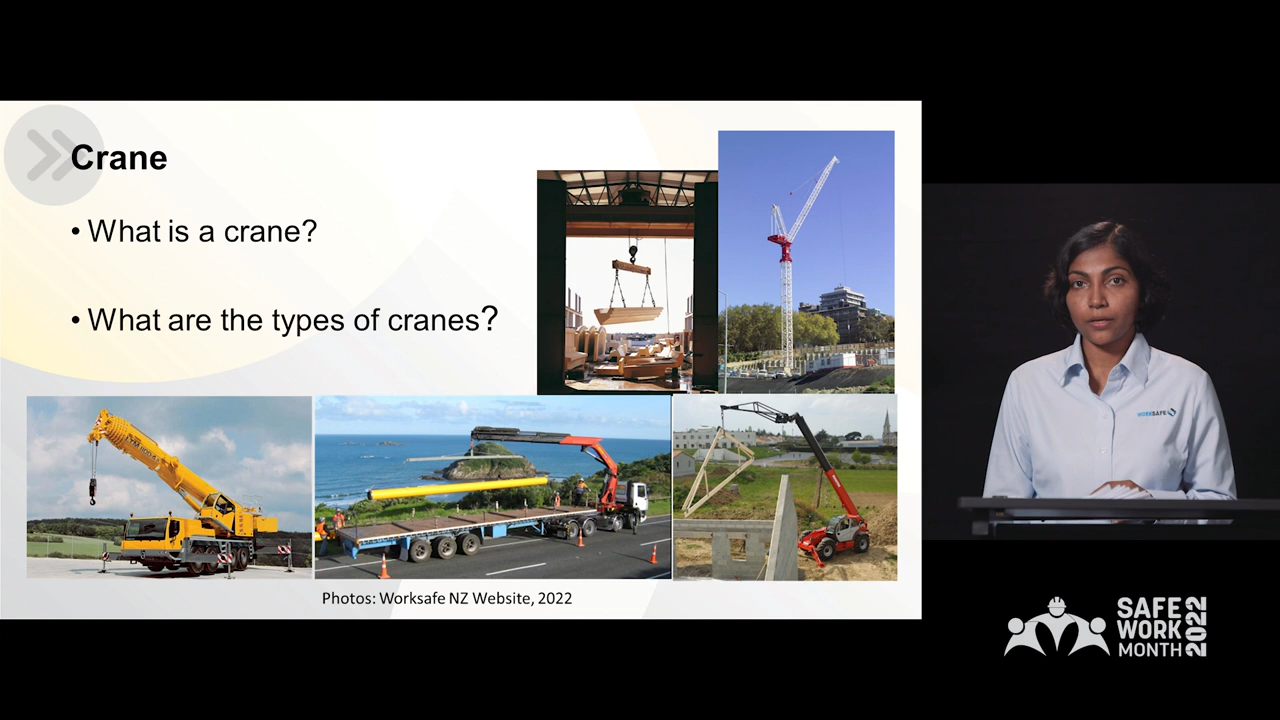 Crane
• What is a crane?
• What are the types of cranes?
Photos: Worksafe NZ Website, 2022
WORKSAFE
SAFE
WORK
MONTH
2022